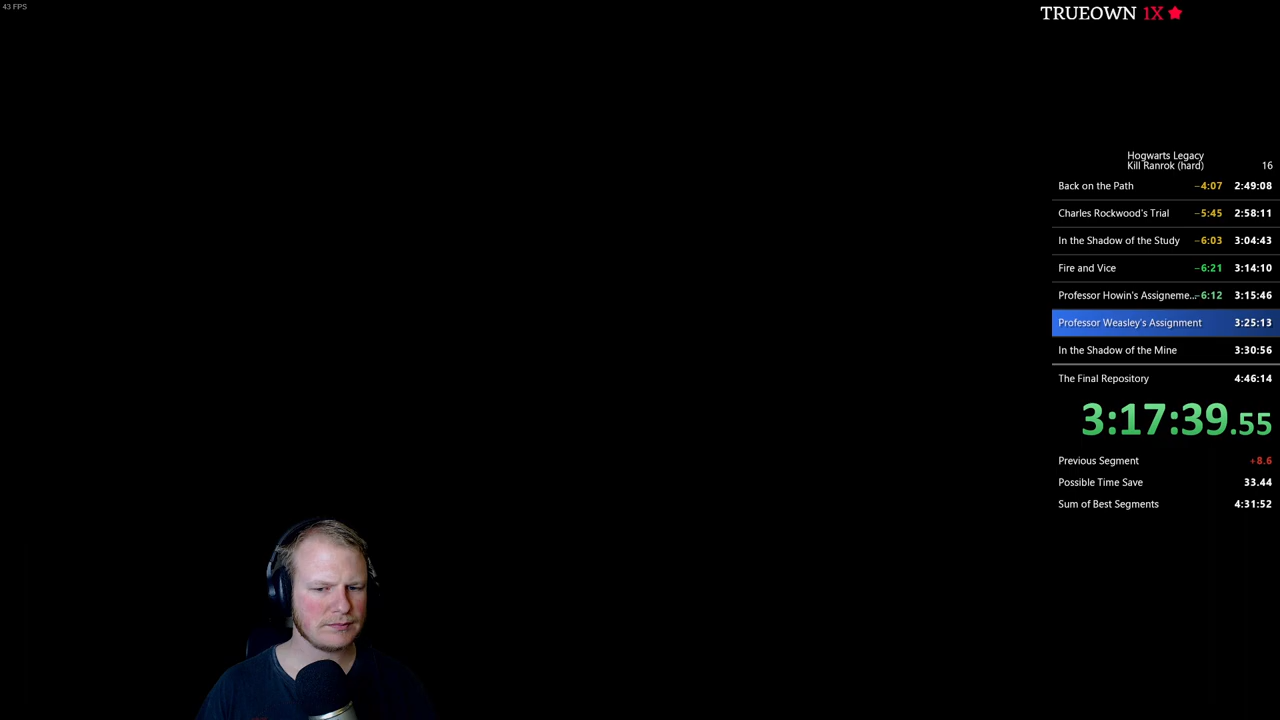 43 FPS
TRUEOWN 1X
Hogwarts Legacy
Kill Ranrok (hard) 16
Back on the Path −4:07 2:49:08
Charles Rockwood's Trial −5:45 2:58:11
In the Shadow of the Study −6:03 3:04:43
Fire and Vice −6:21 3:14:10
Professor Howin's Assigneme... −6:12 3:15:46
Professor Weasley's Assignment 3:25:13
In the Shadow of the Mine 3:30:56
The Final Repository 4:46:14
3:17:39.55
Previous Segment +8.6
Possible Time Save 33.44
Sum of Best Segments 4:31:52